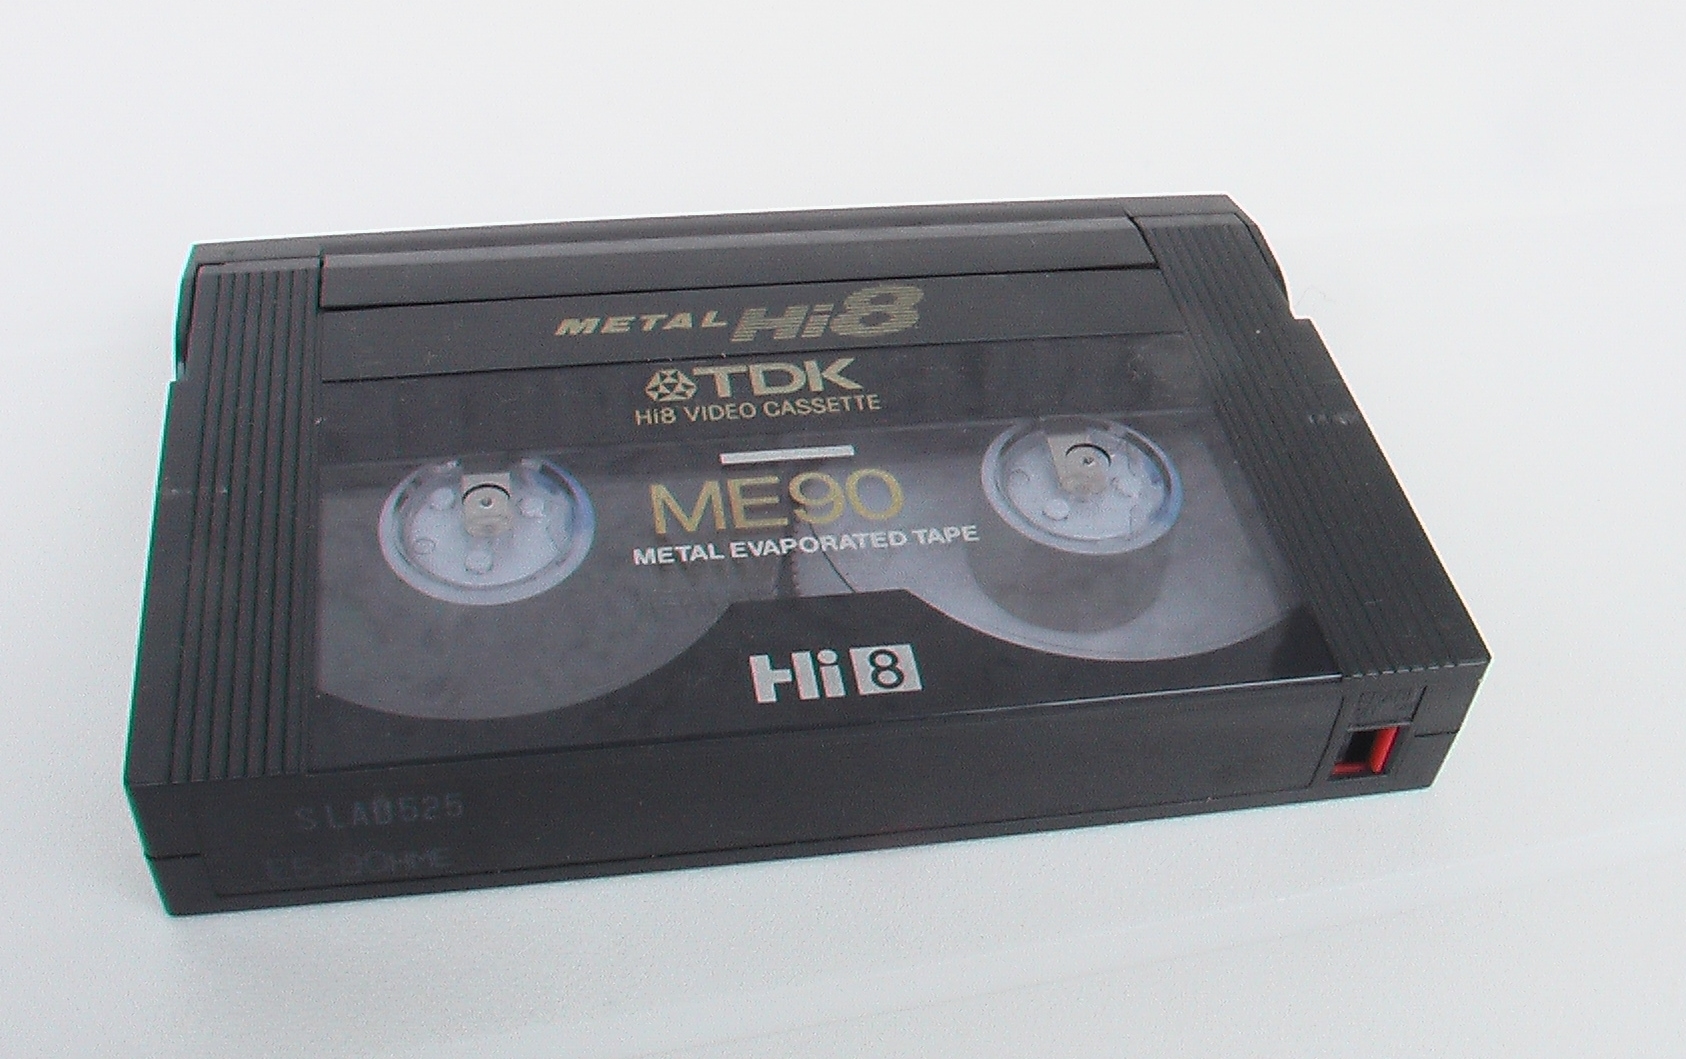 METAL Hi8
TDK
Hi8 VIDEO CASSETTE
ME90
METAL EVAPORATED TAPE
Hi8